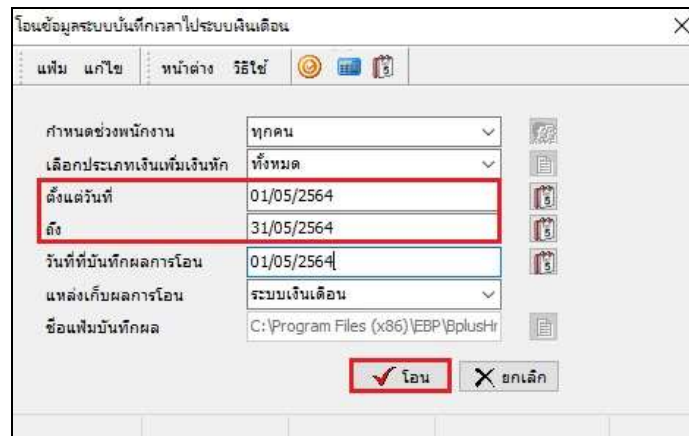 โอนข้อมูลระบบบันทึกเวลาไประบบเงินเดือน
แฟ้ม แก้ไข หน้าต่าง วิธีใช้
กำหนดช่วงพนักงาน ทุกคน
เลือกประเภทเงินเพิ่มเงินหัก ทั้งหมด
ตั้งแต่วันที่ 01/05/2564
ถึง 31/05/2564
วันที่ที่บันทึกผลการโอน 01/05/2564
แหล่งเก็บผลการโอน ระบบเงินเดือน
ชื่อแฟ้มบันทึกผล C:\Program Files (x86)\EBP\BplusHr
โอน ยกเลิก